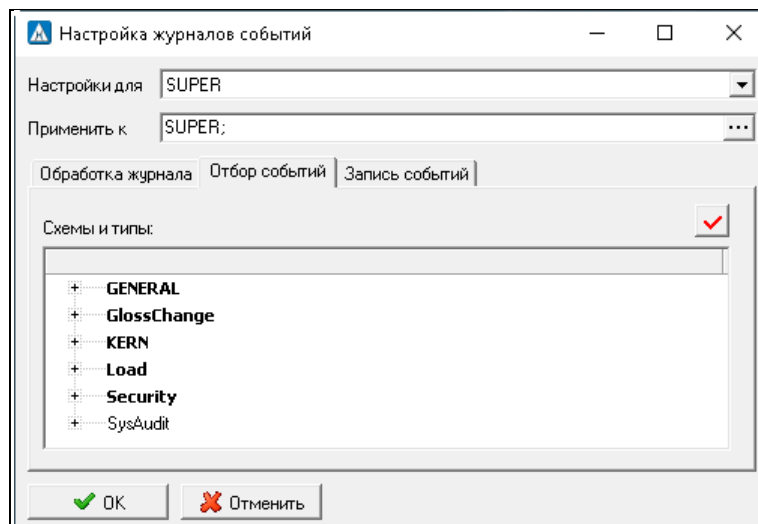 Настройка журналов событий
Настройки для SUPER
Применить к SUPER; ...
Обработка журнала Отбор событий Запись событий
Схемы и типы:
GENERAL
GlossChange
KERN
Load
Security
SysAudit
OK Отменить